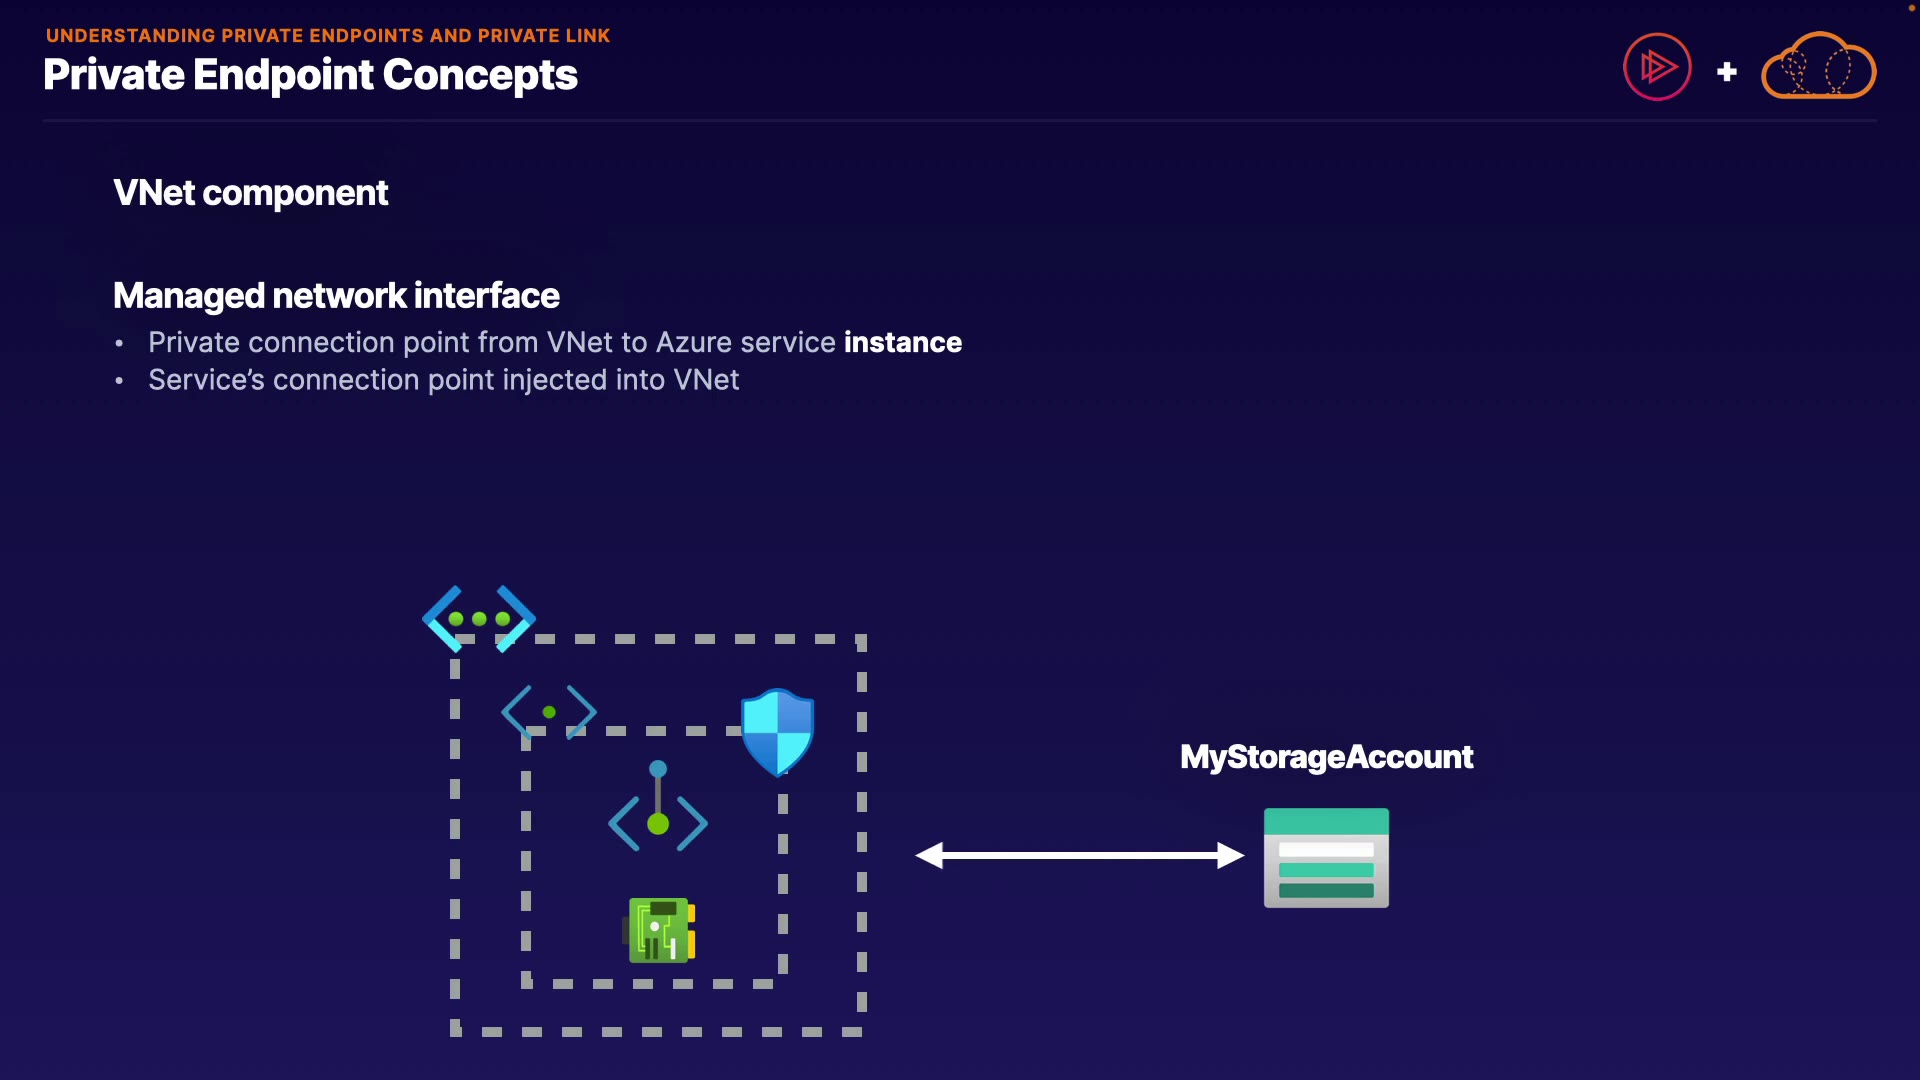 UNDERSTANDING PRIVATE ENDPOINTS AND PRIVATE LINK
Private Endpoint Concepts
VNet component
Managed network interface
• Private connection point from VNet to Azure service instance
• Service’s connection point injected into VNet
MyStorageAccount